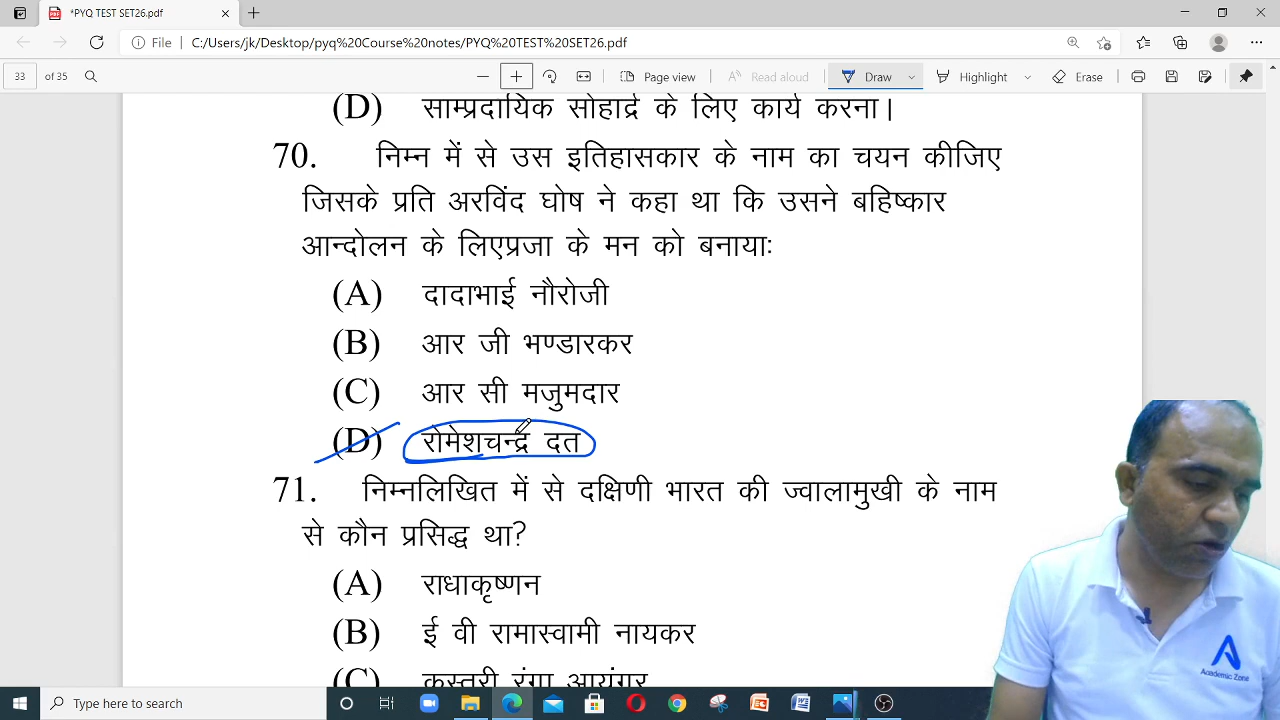 *PYQ TEST SET26.pdf
File C:/Users/jk/Desktop/pyq%20Course%20notes/PYQ%20TEST%20SET26.pdf
33 of 35 Page view Read aloud Draw Highlight Erase
(D) साम्प्रदायिक सोहार्द्र के लिए कार्य करना।
70. निम्न में से उस इतिहासकार के नाम का चयन कीजिए
जिसके प्रति अरविंद घोष ने कहा था कि उसने बहिष्कार
आन्दोलन के लिएप्रजा के मन को बनायाः
(A) दादाभाई नौरोजी
(B) आर जी भण्डारकर
(C) आर सी मजुमदार
(D) रोमेशचन्द्र दत
71. निम्नलिखित में से दक्षिणी भारत की ज्वालामुखी के नाम
से कौन प्रसिद्ध था?
(A) राधाकृष्णन
(B) ई वी रामास्वामी नायकर
(C) कस्तूरी रंगा आयंगर
Academic Zone
Type here to search